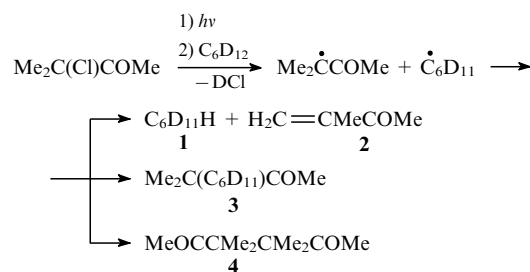 1) hν
2) C₆D₁₂
Me₂C(Cl)COMe – DCl Me₂ĊCOMe + Ċ₆D₁₁
C₆D₁₁H + H₂C=CMeCOMe
1 2
Me₂C(C₆D₁₁)COMe
3
MeOCCMe₂CMe₂COMe
4